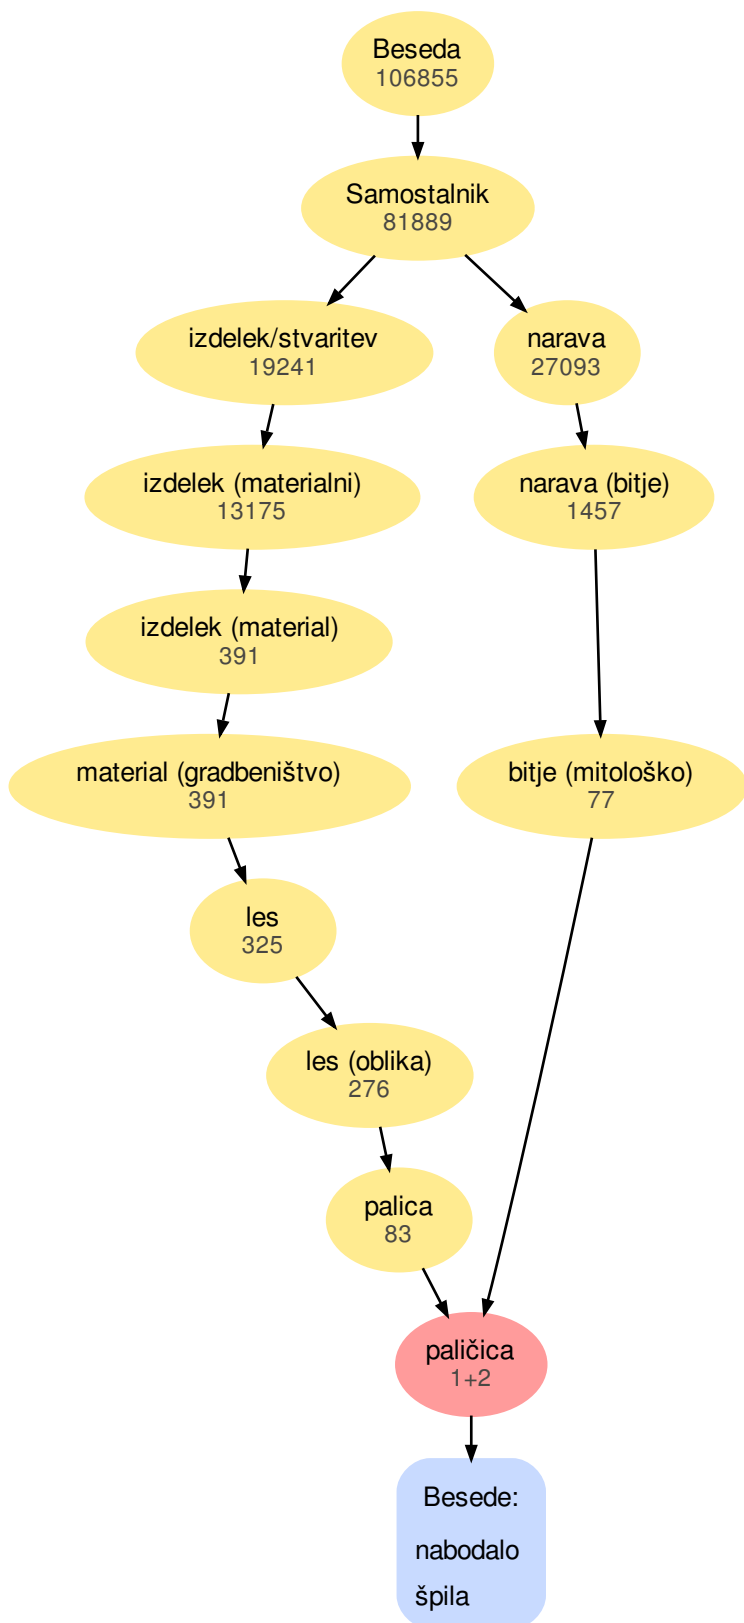 Beseda
106855
Samostalnik
81889
izdelek/stvaritev
19241
narava
27093
izdelek (materialni)
13175
narava (bitje)
1457
izdelek (material)
391
material (gradbeništvo)
391
bitje (mitološko)
77
les
325
les (oblika)
276
palica
83
paličica
1+2
Besede:
nabodalo
špila